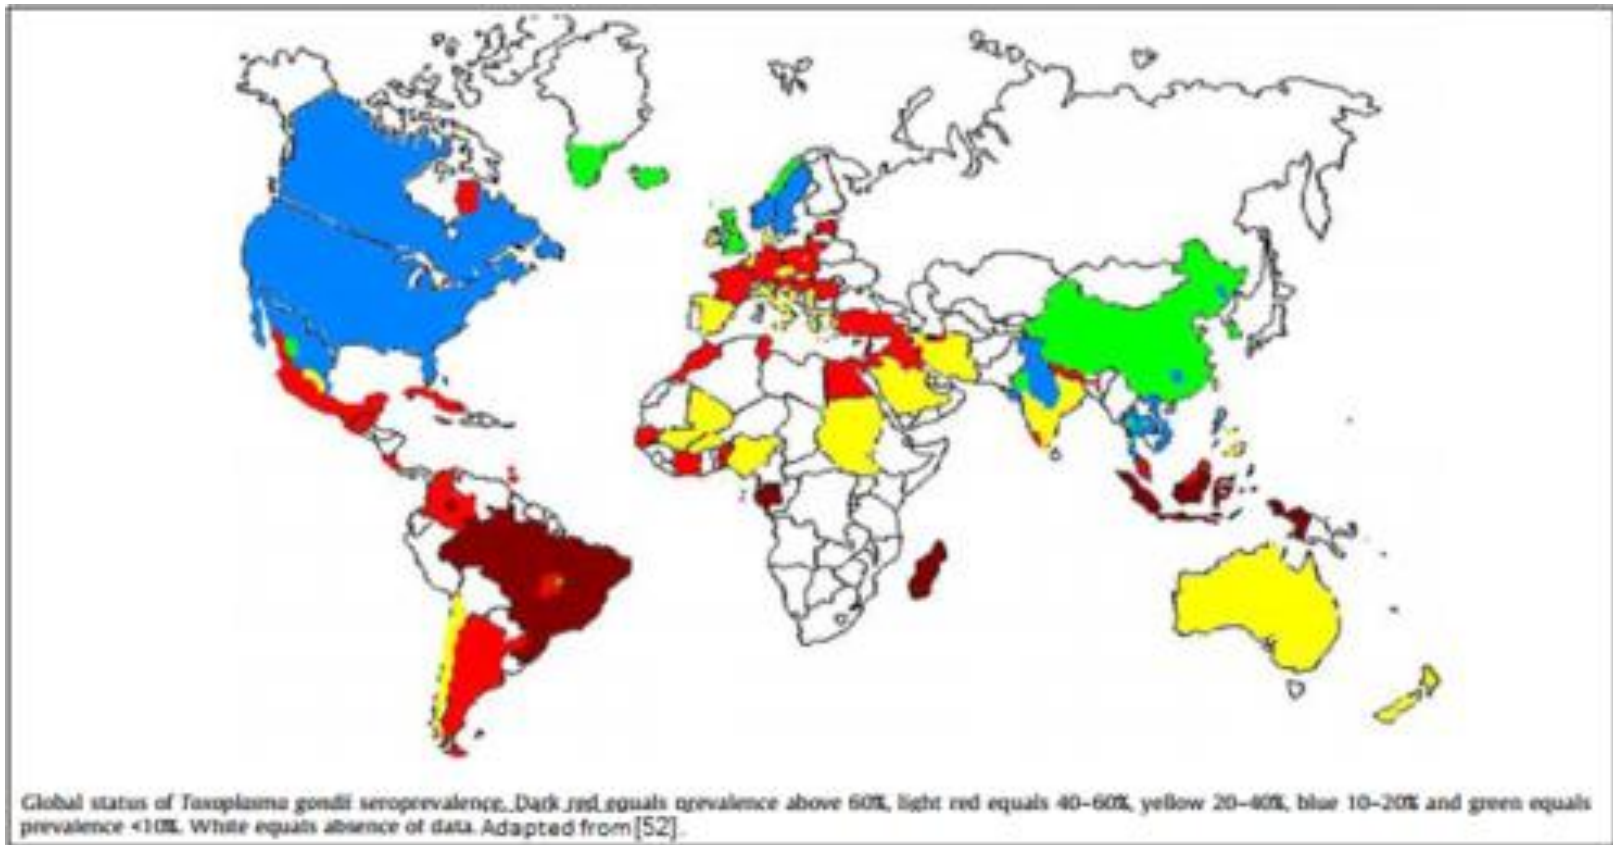 Global status of Toxoplasma gondii seroprevalence. Dark red equals prevalence above 60%, light red equals 40–60%, yellow 20–40%, blue 10–20% and green equals
prevalence <10%. White equals absence of data. Adapted from [52].